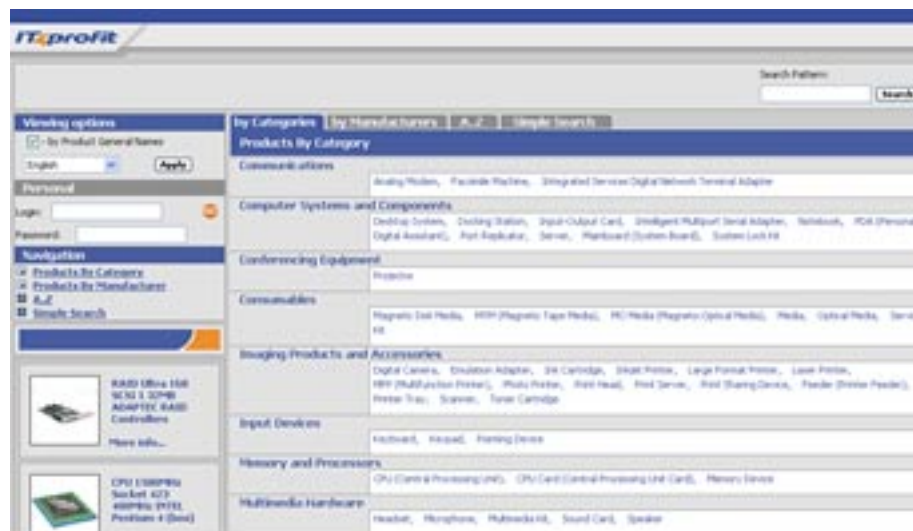 IT4profit
Search Pattern:
Search
Viewing options
- by Product General Names
English
Apply
Personal
Login:
Password:
Navigation
Products By Category
Products By Manufacturer
A..Z
Simple Search
RAID Ultra 160
SCSI 1 32MB
ADAPTEC RAID
Controllers
More info...
CPU 1500MHz
Socket 423
400MHz INTEL
Pentium 4 (box)
by Categories by Manufacturers A..Z Simple Search
Products By Category
Communications
Analog Modem, Facsimile Machine, Integrated Services Digital Network Terminal Adapter
Computer Systems and Components
Desktop System, Docking Station, Input-Output Card, Intelligent Multiport Serial Adapter, Notebook, PDA (Personal
Digital Assistant), Port Replicator, Server, Mainboard (System Board), System Lock Kit
Conferencing Equipment
Projector
Consumables
Magnetic Disk Media, MTM (Magnetic Tape Media), MO Media (Magneto Optical Media), Media, Optical Media,
Kit
Imaging Products and Accessories
Digital Camera, Emulation Adapter, Ink Cartridge, Inkjet Printer, Large Format Printer, Laser Printer,
MFP (Multifunction Printer), Photo Printer, Print Head, Print Server, Print Sharing Device, Feeder (Printer Feeder),
Printer Tray, Scanner, Toner Cartridge
Input Devices
Keyboard, Keypad, Pointing Device
Memory and Processors
CPU (Central Processing Unit), CPU Card (Central Processing Unit Card), Memory Device
Multimedia Hardware
Headset, Microphone, Multimedia Kit, Sound Card, Speaker